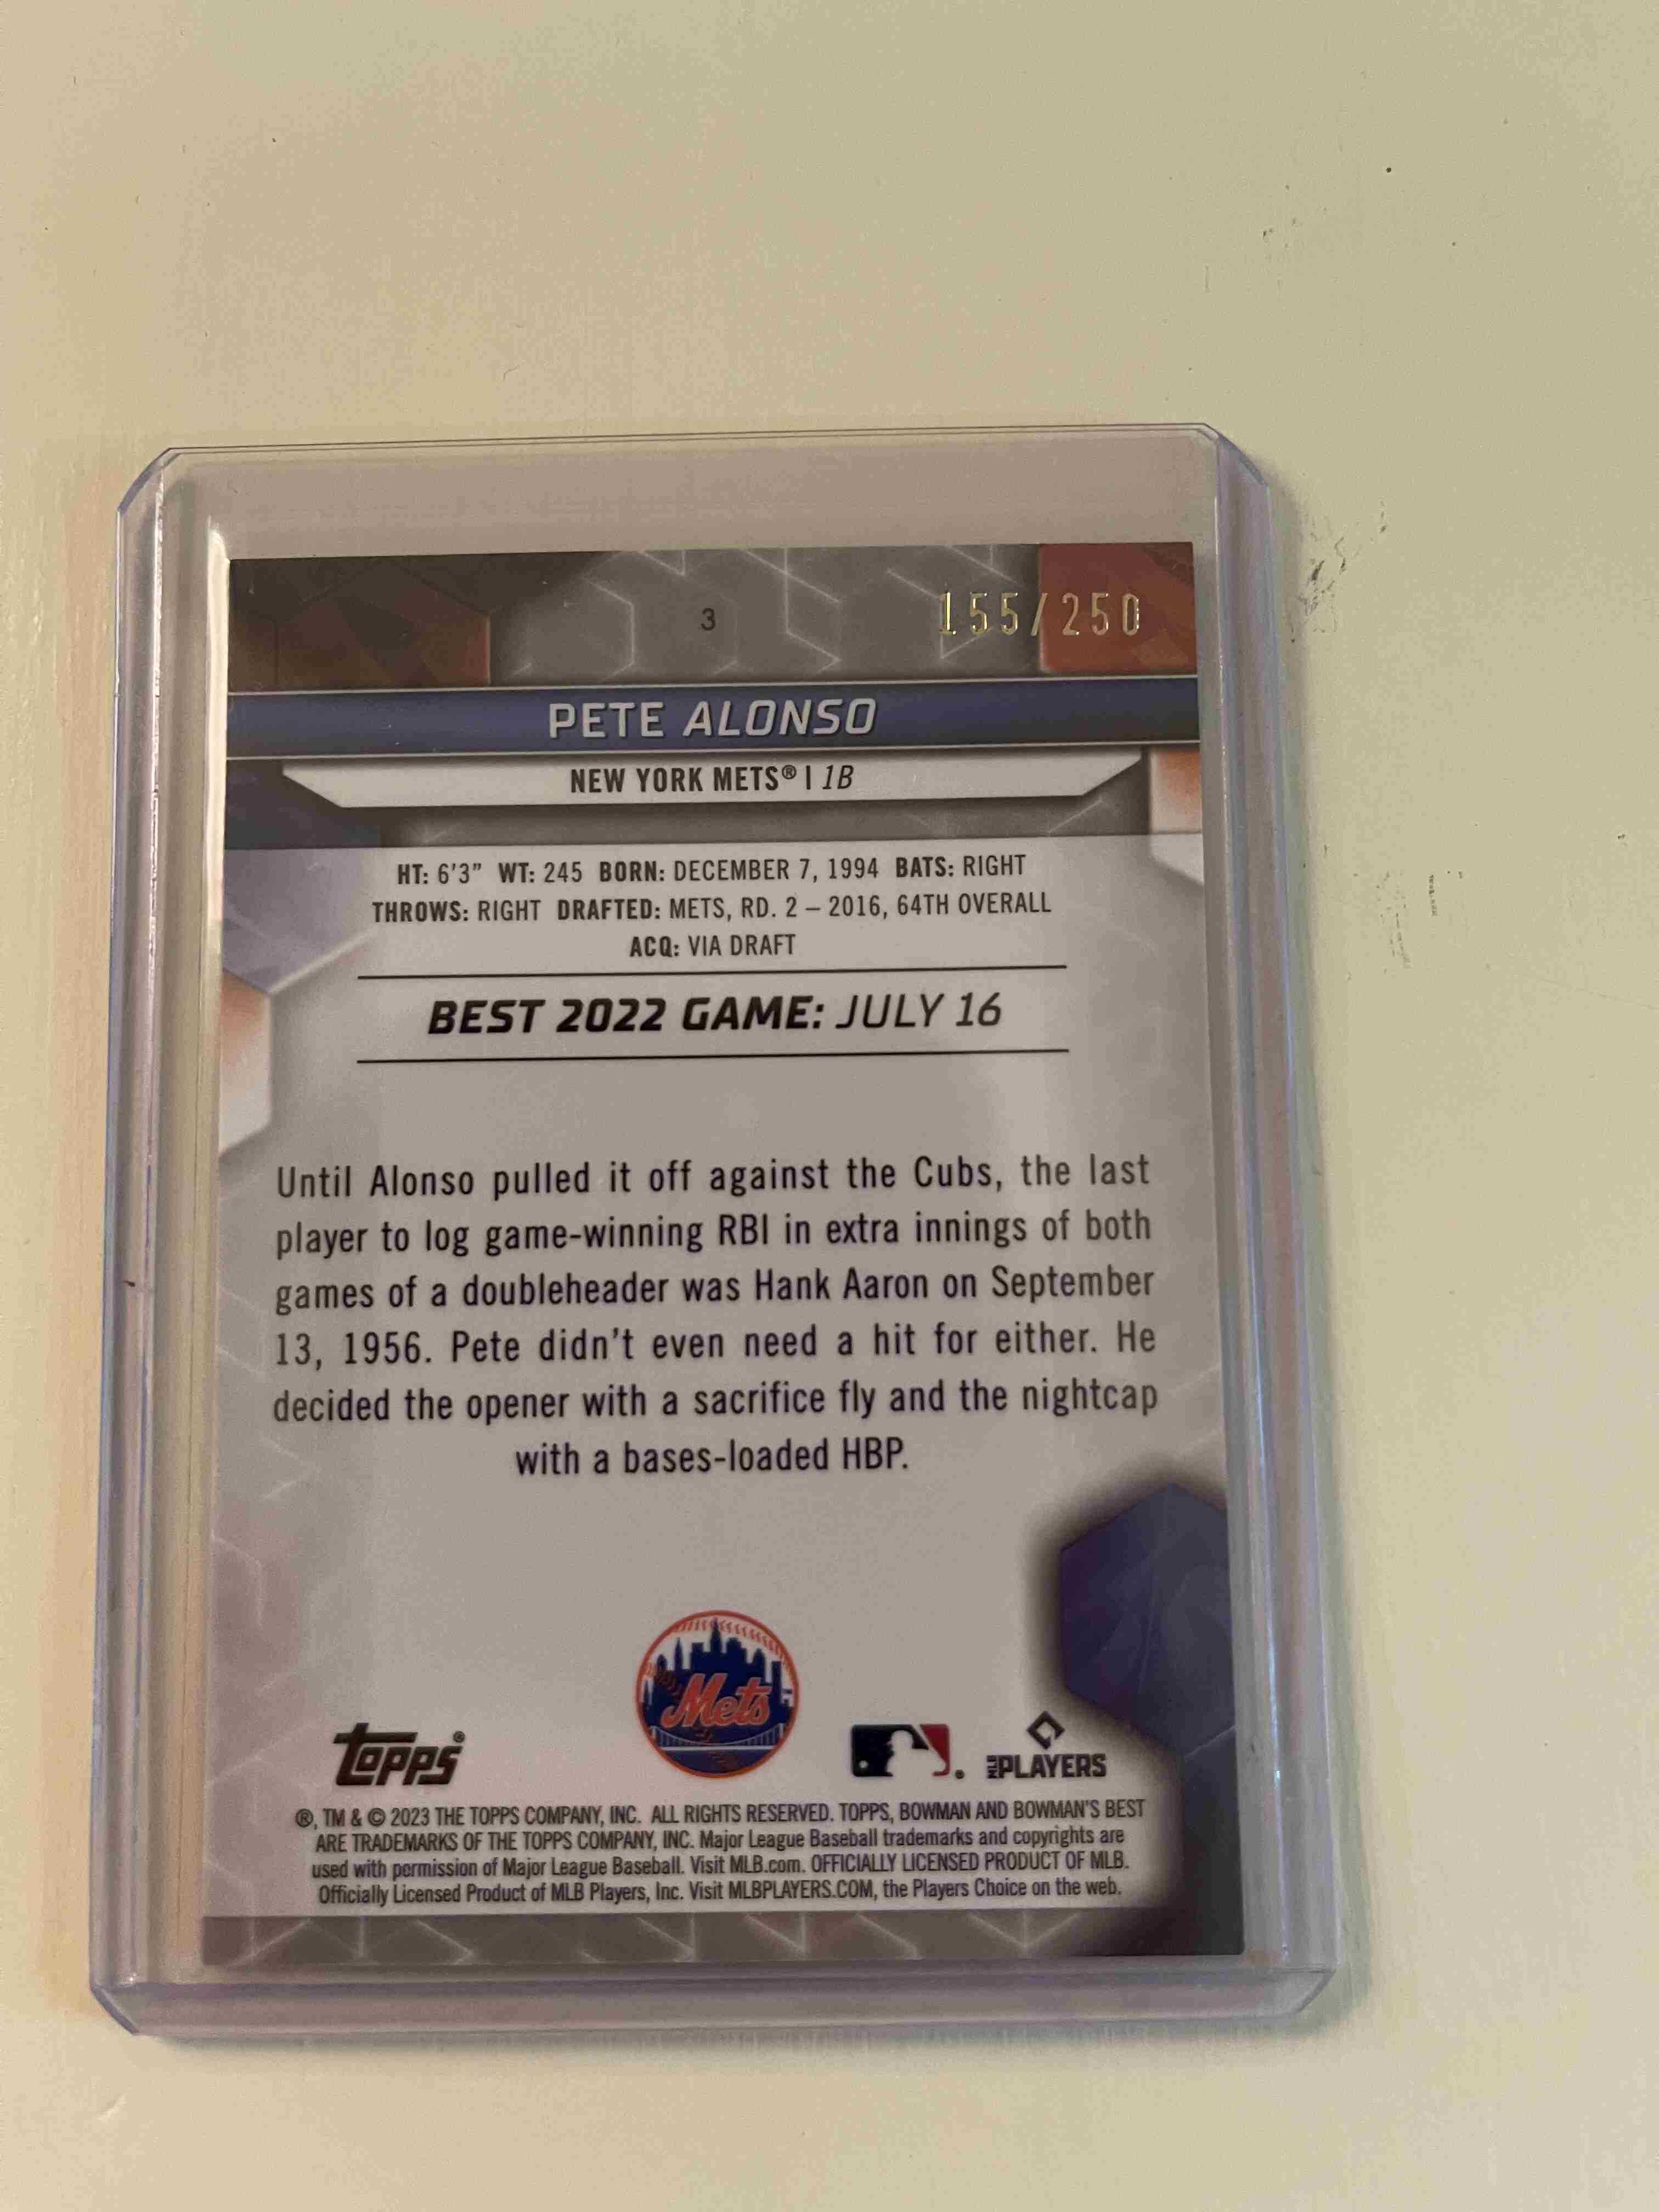 3
155/250
PETE ALONSO
NEW YORK METS® | 1B
HT: 6'3" WT: 245 BORN: DECEMBER 7, 1994 BATS: RIGHT
THROWS: RIGHT DRAFTED: METS, RD. 2 – 2016, 64TH OVERALL
ACQ: VIA DRAFT
BEST 2022 GAME: JULY 16
Until Alonso pulled it off against the Cubs, the last
player to log game-winning RBI in extra innings of both
games of a doubleheader was Hank Aaron on September
13, 1956. Pete didn't even need a hit for either. He
decided the opener with a sacrifice fly and the nightcap
with a bases-loaded HBP.
Mets
topps®
MLB PLAYERS
®, TM & © 2023 THE TOPPS COMPANY, INC. ALL RIGHTS RESERVED. TOPPS, BOWMAN AND BOWMAN'S BEST
ARE TRADEMARKS OF THE TOPPS COMPANY, INC. Major League Baseball trademarks and copyrights are
used with permission of Major League Baseball. Visit MLB.com. OFFICIALLY LICENSED PRODUCT OF MLB.
Officially Licensed Product of MLB Players, Inc. Visit MLBPLAYERS.COM, the Players Choice on the web.